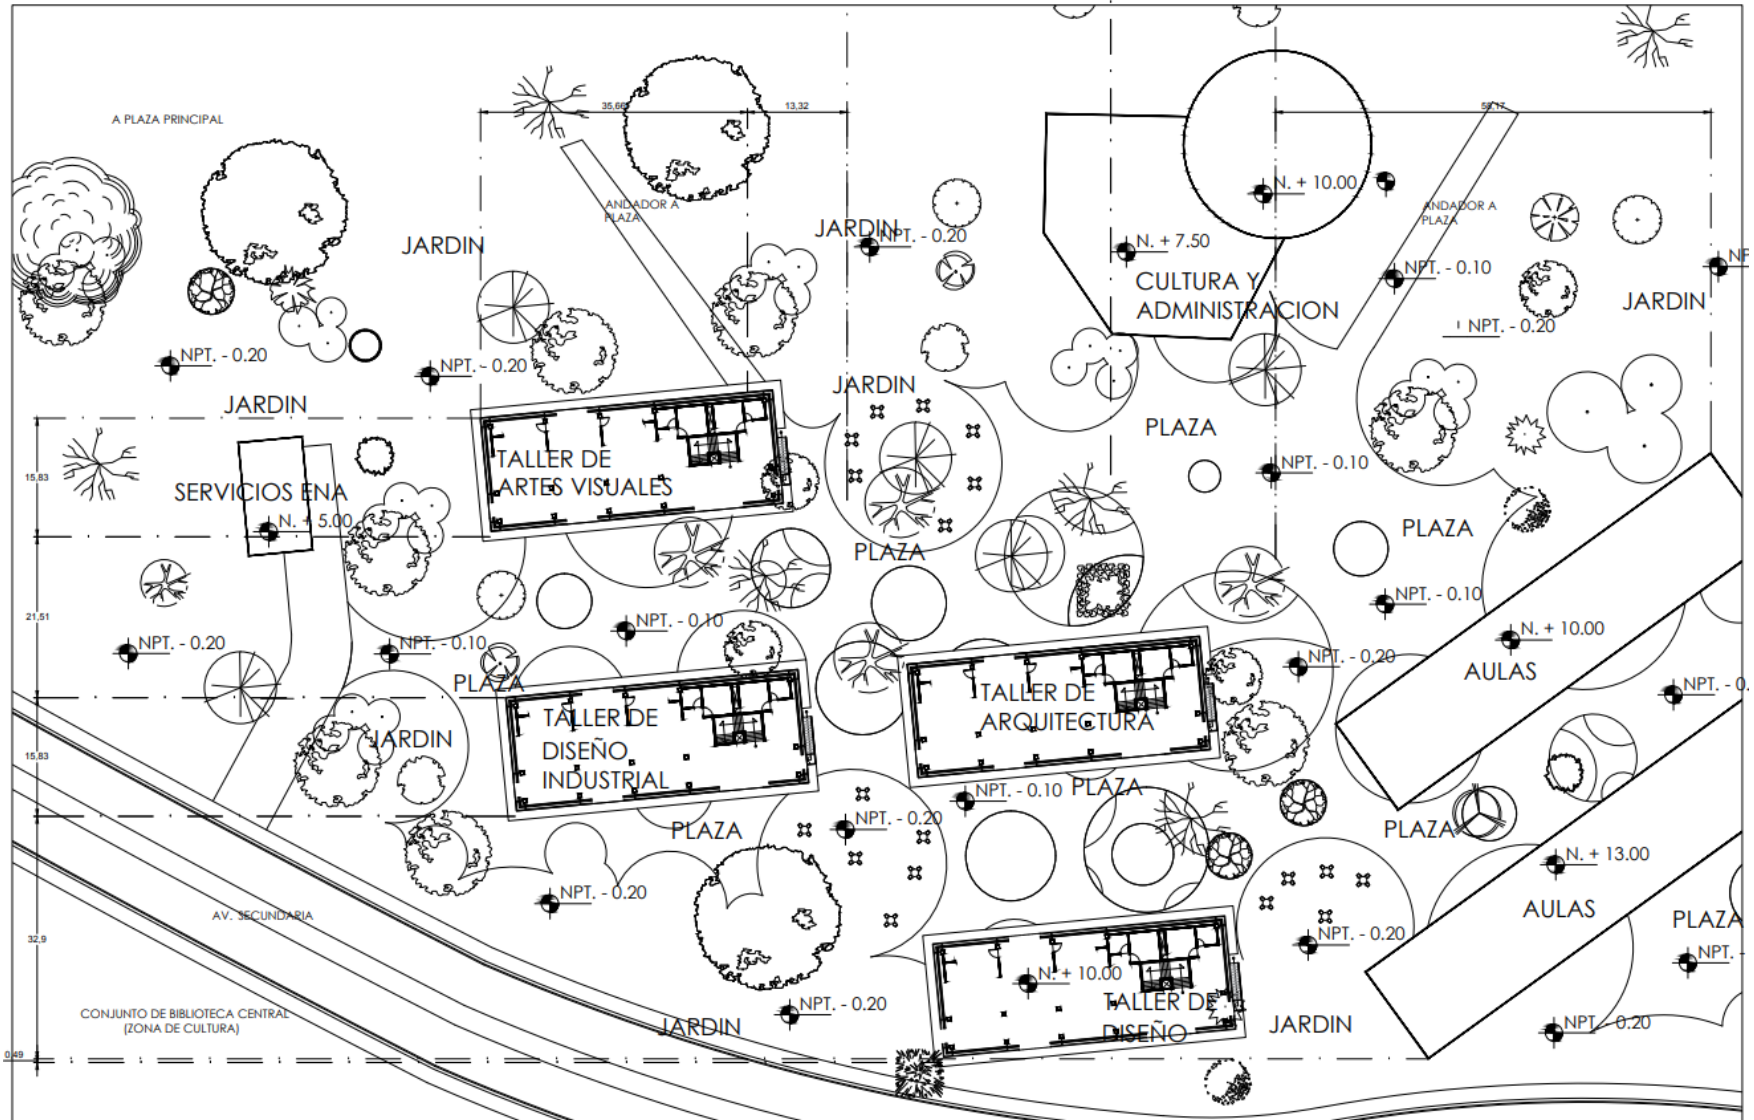 35,66
13,32
58,17
A PLAZA PRINCIPAL
N. + 10.00
ANDADOR A
PLAZA
ANDADOR A
PLAZA
JARDIN
JARDIN
NPT. - 0.20
N. + 7.50
CULTURA Y
ADMINISTRACION
NPT. - 0.10
JARDIN
NPT. - 0.20
NPT. - 0.20
NPT. - 0.20
JARDIN
JARDIN
PLAZA
TALLER DE
ARTES VISUALES
NPT. - 0.10
15,83
SERVICIOS ENA
N. + 5.00
PLAZA
PLAZA
NPT. - 0.10
21,51
NPT. - 0.10
N. + 10.00
NPT. - 0.20
NPT. - 0.10
NPT. - 0.20
AULAS
PLAZA
TALLER DE
ARQUITECTURA
TALLER DE
DISEÑO
INDUSTRIAL
JARDIN
15,83
PLAZA
NPT. - 0.10
NPT. - 0.20
PLAZA
PLAZA
N. + 13.00
NPT. - 0.20
AULAS
AV. SECUNDARIA
PLAZA
32,9
NPT. - 0.20
NPT. -
N. + 10.00
TALLER DE
DISEÑO
NPT. - 0.20
CONJUNTO DE BIBLIOTECA CENTRAL
(ZONA DE CULTURA)
JARDIN
JARDIN
NPT. - 0.20
0,49